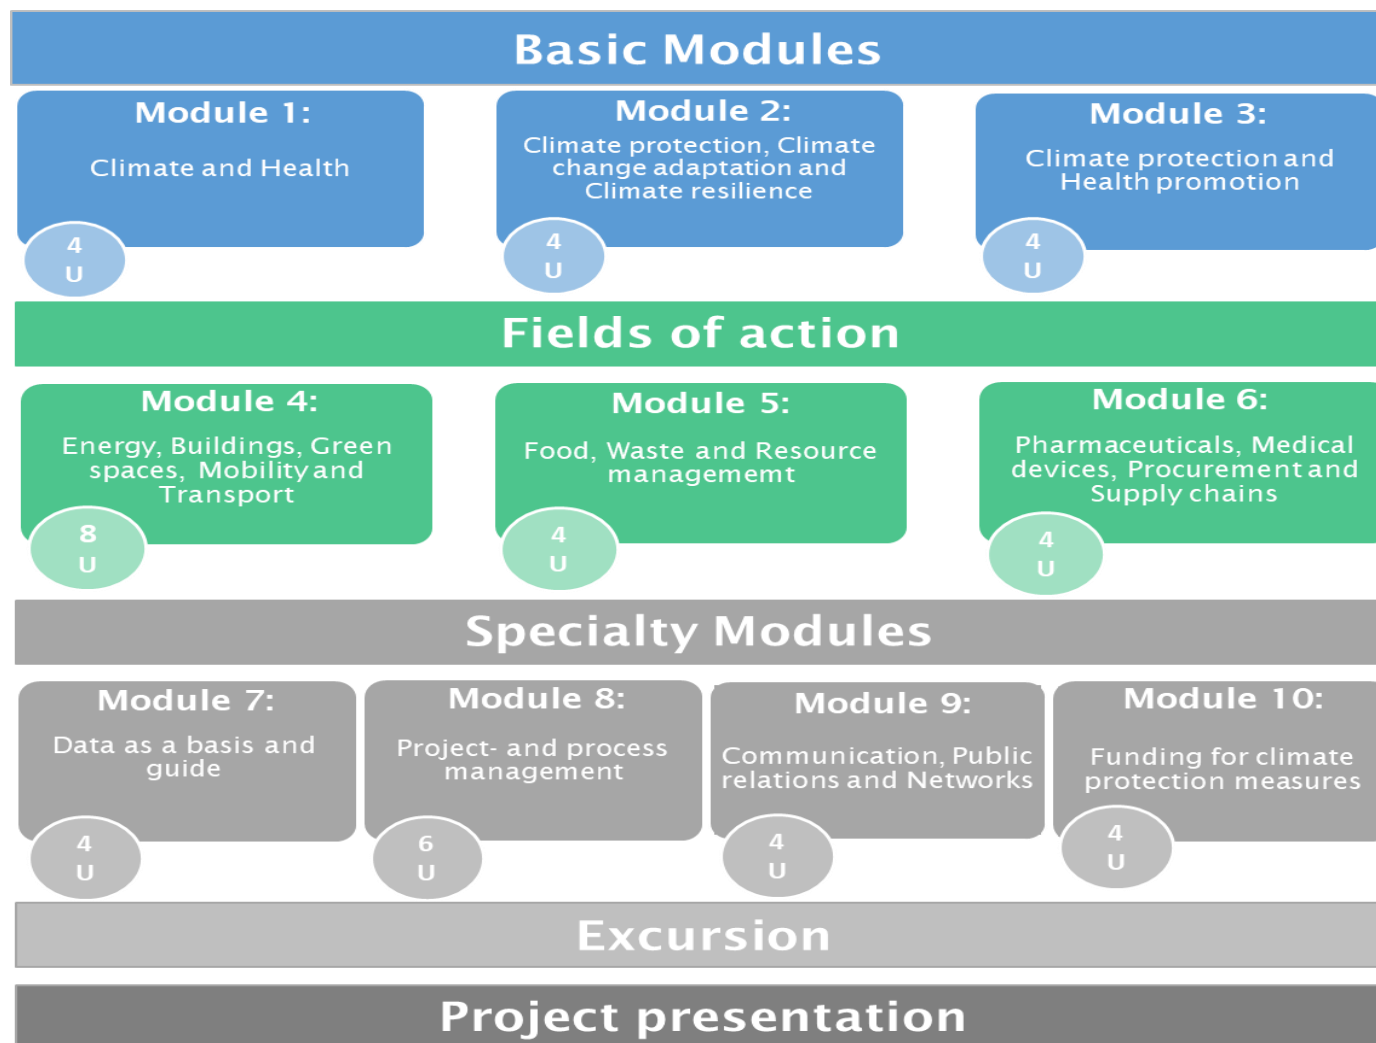 Basic Modules
Module 1:
Climate and Health
4
U
Module 2:
Climate protection, Climate
change adaptation and
Climate resilience
4
U
Module 3:
Climate protection and
Health promotion
4
U
Fields of action
Module 4:
Energy, Buildings, Green
spaces, Mobility and
Transport
8
U
Module 5:
Food, Waste and Resource
managememt
4
U
Module 6:
Pharmaceuticals, Medical
devices, Procurement and
Supply chains
4
U
Specialty Modules
Module 7:
Data as a basis and
guide
4
U
Module 8:
Project- and process
management
6
U
Module 9:
Communication, Public
relations and Networks
4
U
Module 10:
Funding for climate
protection measures
4
U
Excursion
Project presentation